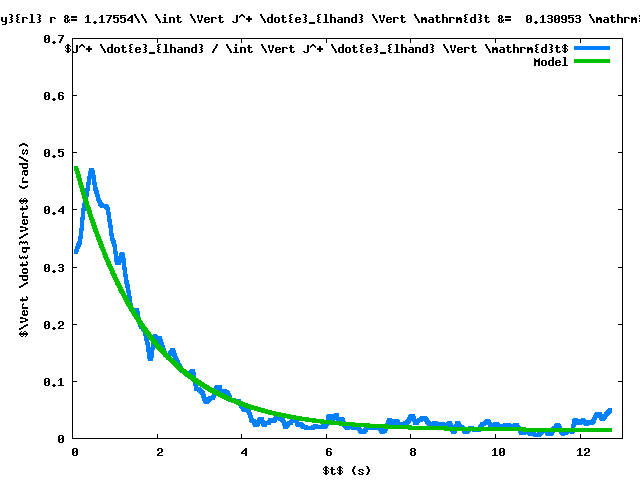 y}{rl} r &= 1.17554\\ \int \Vert J^+ \dot{e}_{lhand} \Vert \mathrm{d}t &= 0.130953 \mathrm
$J^+ \dot{e}_{lhand} / \int \Vert J^+ \dot{e}_{lhand} \Vert \mathrm{d}t$
Model
0.7
0.6
0.5
0.4
0.3
0.2
0.1
0
$\Vert \dot{q}\Vert$ (rad/s)
0 2 4 6 8 10 12
$t$ (s)